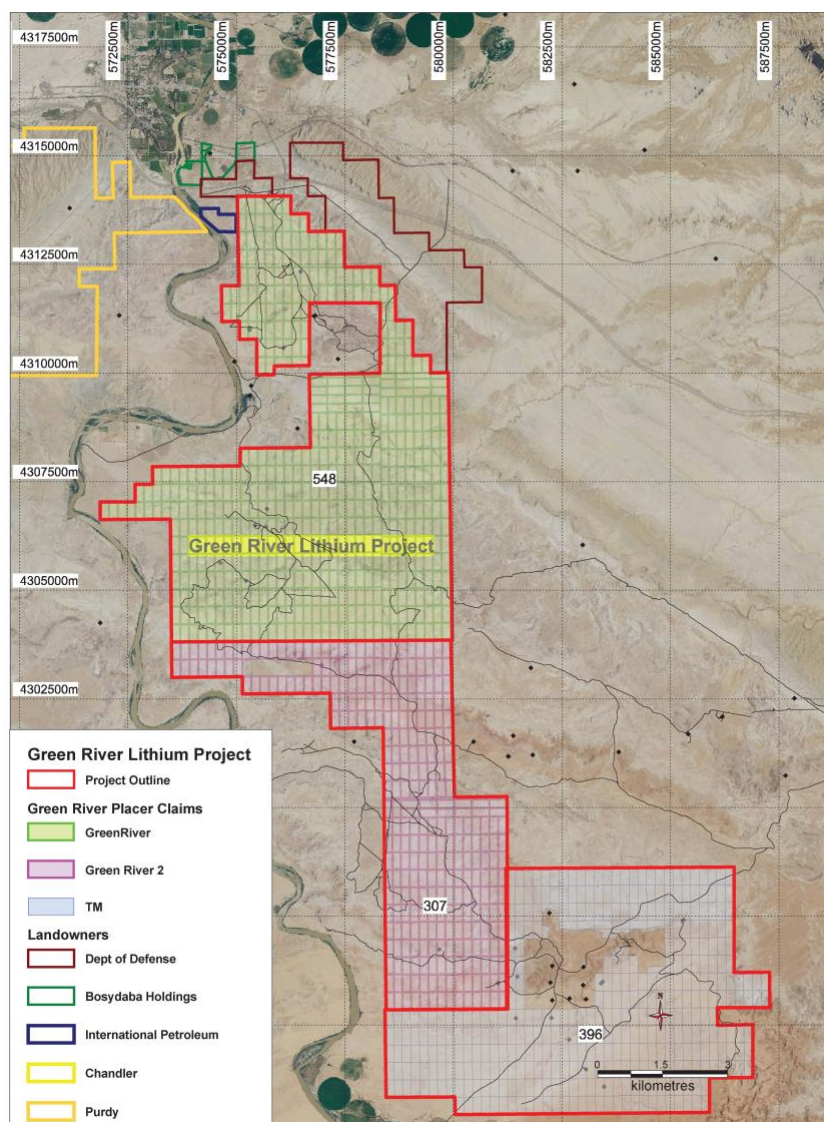 4317500m
572500m
575000m
577500m
580000m
582500m
585000m
587500m
4315000m
4312500m
4310000m
4307500m
548
Green River Lithium Project
4305000m
4302500m
Green River Lithium Project
Project Outline
Green River Placer Claims
GreenRiver
Green River 2
TM
Landowners
Dept of Defense
Bosydaba Holdings
International Petroleum
Chandler
Purdy
307
N
396
0 1.5 3
kilometres